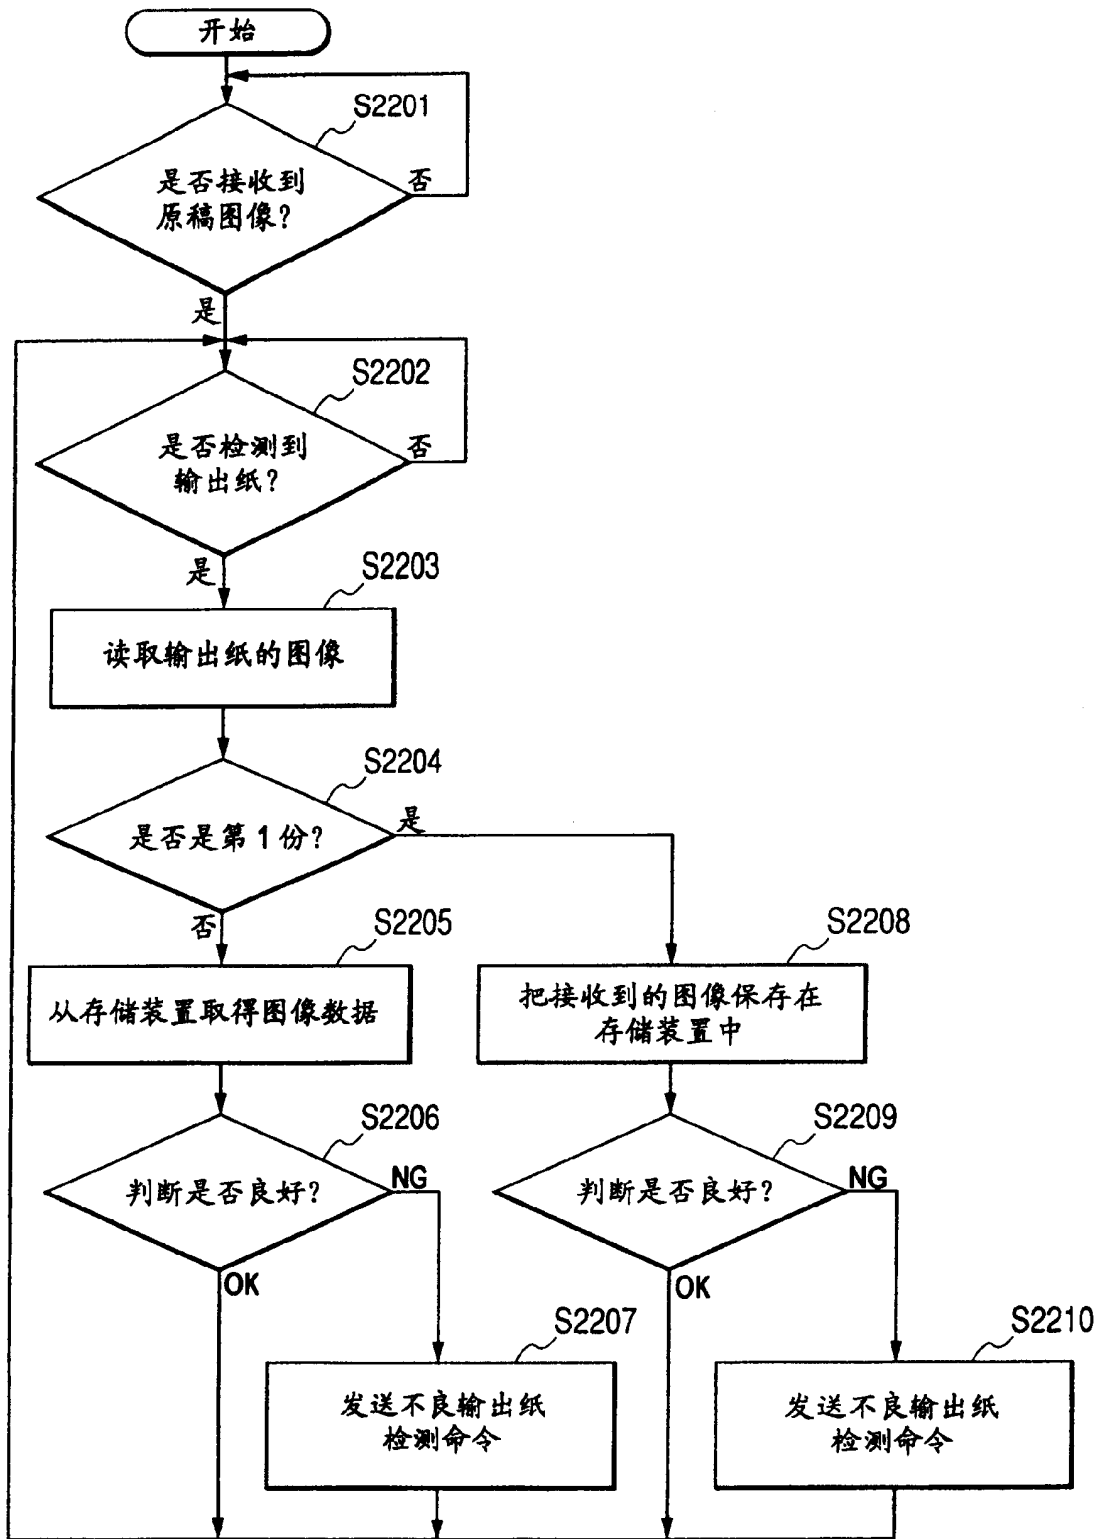 开始
S2201
是否接收到
原稿图像?
否
是
S2202
是否检测到
输出纸?
否
是
S2203
读取输出纸的图像
S2204
是否是第1份?
是
否
S2205
从存储装置取得图像数据
S2208
把接收到的图像保存在
存储装置中
S2206
判断是否良好?
NG
OK
S2209
判断是否良好?
NG
OK
S2207
发送不良输出纸
检测命令
S2210
发送不良输出纸
检测命令